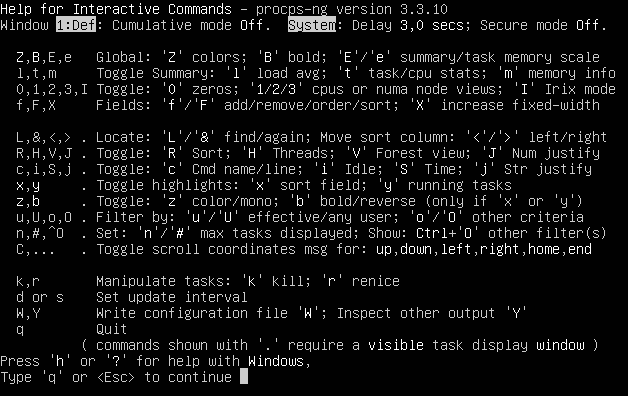 Help for Interactive Commands - procps-ng version 3.3.10
Window 1:Def: Cumulative mode Off.  System: Delay 3,0 secs; Secure mode Off.

  Z,B,E,e   Global: 'Z' colors; 'B' bold; 'E'/'e' summary/task memory scale
  l,t,m     Toggle Summary: 'l' load avg; 't' task/cpu stats; 'm' memory info
  0,1,2,3,I Toggle: '0' zeros; '1/2/3' cpus or numa node views; 'I' Irix mode
  f,F,X     Fields: 'f'/'F' add/remove/order/sort; 'X' increase fixed-width

  L,&,<,> . Locate: 'L'/'&' find/again; Move sort column: '<'/'>' left/right
  R,H,V,J . Toggle: 'R' Sort; 'H' Threads; 'V' Forest view; 'J' Num justify
  c,i,S,j . Toggle: 'c' Cmd name/line; 'i' Idle; 'S' Time; 'j' Str justify
  x,y     . Toggle highlights: 'x' sort field; 'y' running tasks
  z,b     . Toggle: 'z' color/mono; 'b' bold/reverse (only if 'x' or 'y')
  u,U,o,O . Filter by: 'u'/'U' effective/any user; 'o'/'O' other criteria
  n,#,^O  . Set: 'n'/'#' max tasks displayed; Show: Ctrl+'O' other filter(s)
  C,...   . Toggle scroll coordinates msg for: up,down,left,right,home,end

  k,r       Manipulate tasks: 'k' kill; 'r' renice
  d or s    Set update interval
  W,Y       Write configuration file 'W'; Inspect other output 'Y'
  q         Quit
          ( commands shown with '.' require a visible task display window )
Press 'h' or '?' for help with Windows,
Type 'q' or <Esc> to continue